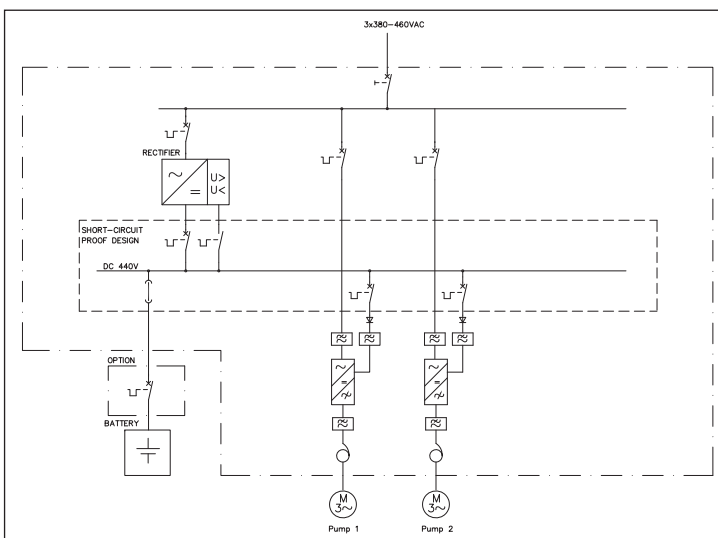 3x380-460VAC
RECTIFIER
U>
U<
SHORT-CIRCUIT
PROOF DESIGN
DC 440V
OPTION
BATTERY
M
3~
M
3~
Pump 1
Pump 2